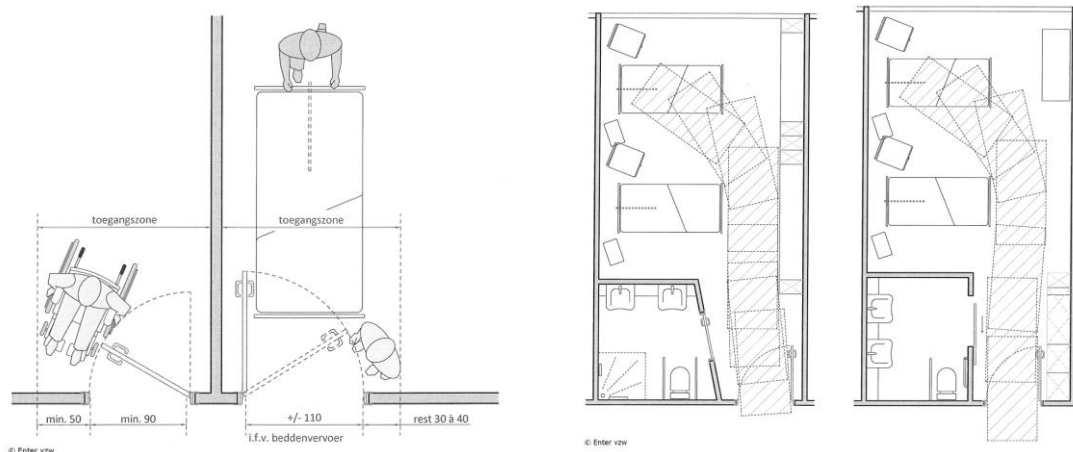 toegangszone
toegangszone
min. 50
min. 90
+/- 110
rest 30 à 40
i.f.v. beddenvervoer
© Enter vzw
© Enter vzw